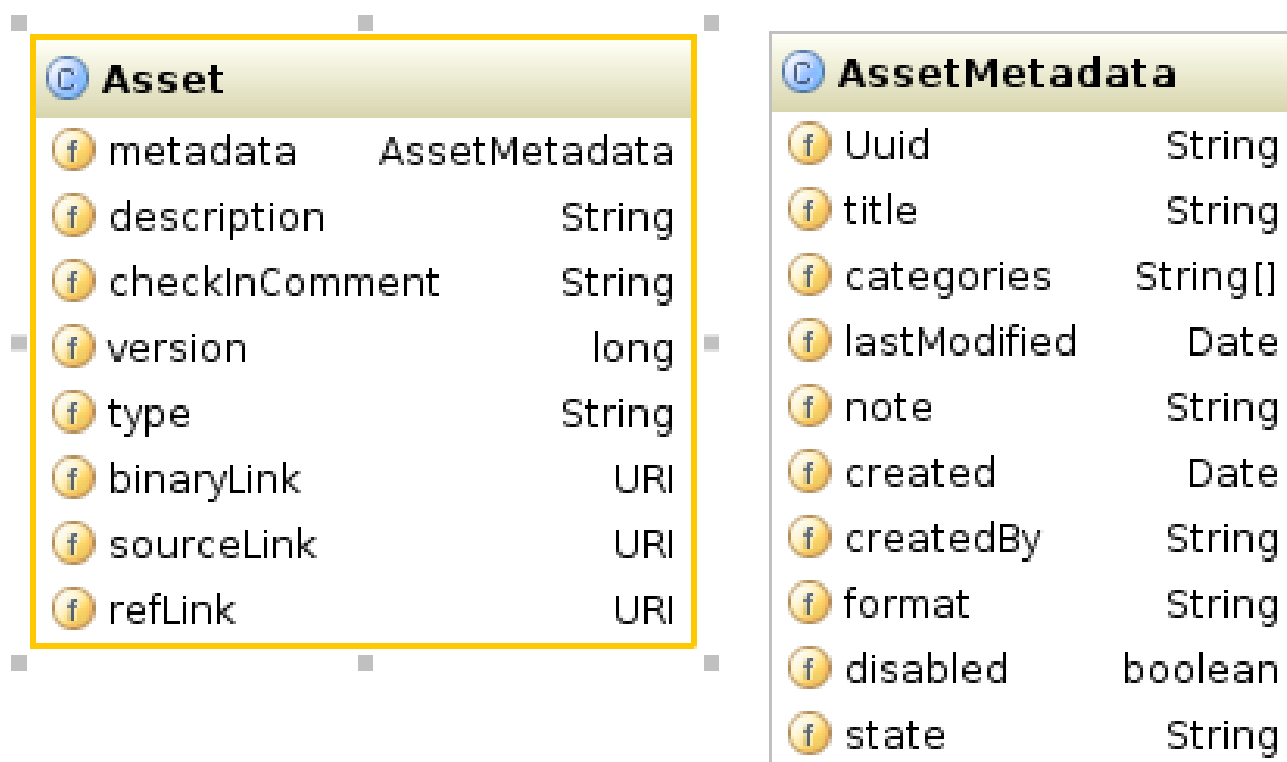 C Asset
f metadata AssetMetadata
f description String
f checkInComment String
f version long
f type String
f binaryLink URI
f sourceLink URI
f refLink URI
C AssetMetadata
f Uuid String
f title String
f categories String[]
f lastModified Date
f note String
f created Date
f createdBy String
f format String
f disabled boolean
f state String